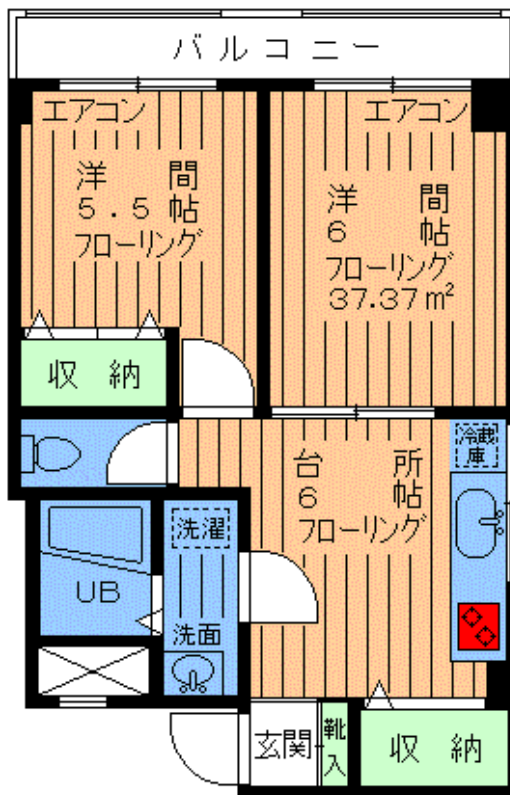 バルコニー
エアコン
洋間
5.5帖
フローリング
エアコン
洋間
6帖
フローリング
37.37m²
収納
台所
6帖
フローリング
冷蔵
庫
洗濯
UB
洗面
玄関
靴
入
収納